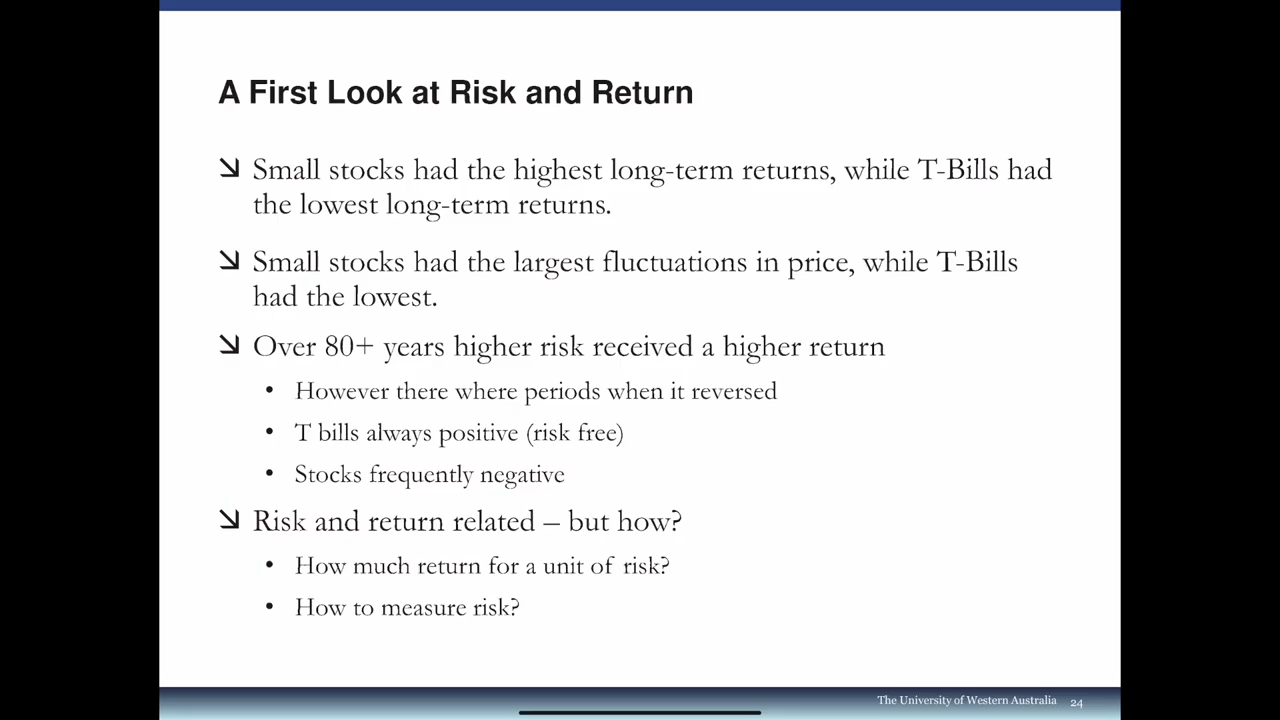 A First Look at Risk and Return
Small stocks had the highest long-term returns, while T-Bills had
the lowest long-term returns.
Small stocks had the largest fluctuations in price, while T-Bills
had the lowest.
Over 80+ years higher risk received a higher return
• However there where periods when it reversed
• T bills always positive (risk free)
• Stocks frequently negative
Risk and return related – but how?
• How much return for a unit of risk?
• How to measure risk?
The University of Western Australia 24